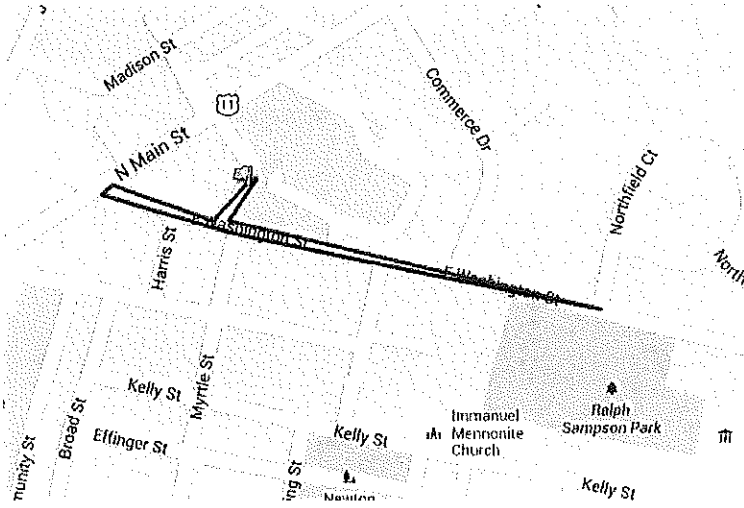 Madison St
11
Commerce Dr
N Main St
Northfield Ct
E Washington St
Harris St
E Washington St
Myrtle St
Kelly St
Broad St
Effinger St
Kelly St
Immanuel
Mennonite
Church
Ralph
Sampson Park
Kelly St